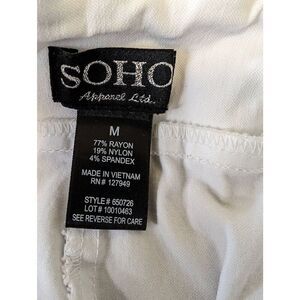 SOHO
Apparel Ltd.
M
77% RAYON
19% NYLON
4% SPANDEX
MADE IN VIETNAM
RN# 127949
STYLE# 650726
LOT# 10010463
SEE REVERSE FOR CARE